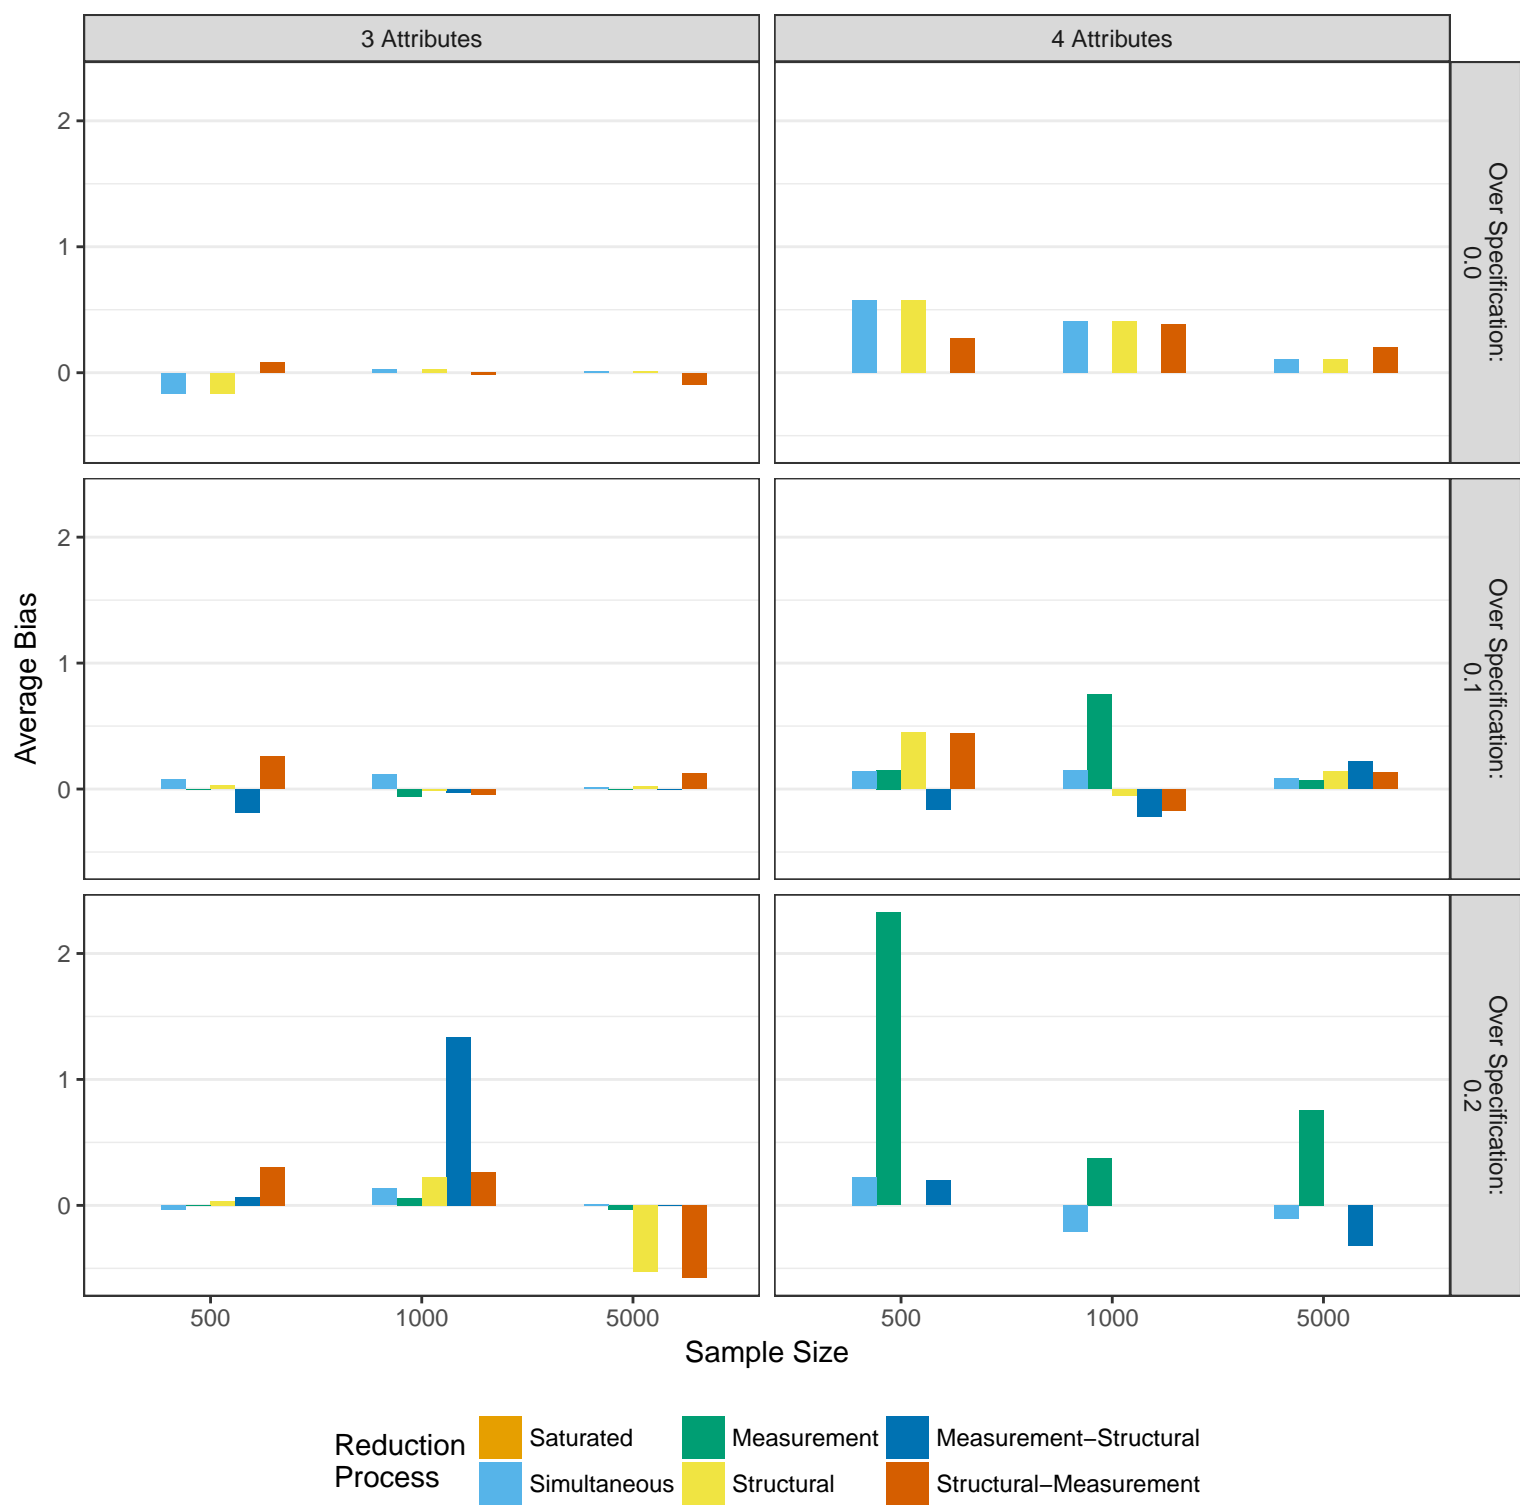 3 Attributes
4 Attributes
2
1
0
Over Specification:
0.0
Average Bias
2
1
0
Over Specification:
0.1
2
1
0
Over Specification:
0.2
500
1000
5000
500
1000
5000
Sample Size
Reduction
Process
Saturated
Measurement
Measurement−Structural
Simultaneous
Structural
Structural−Measurement